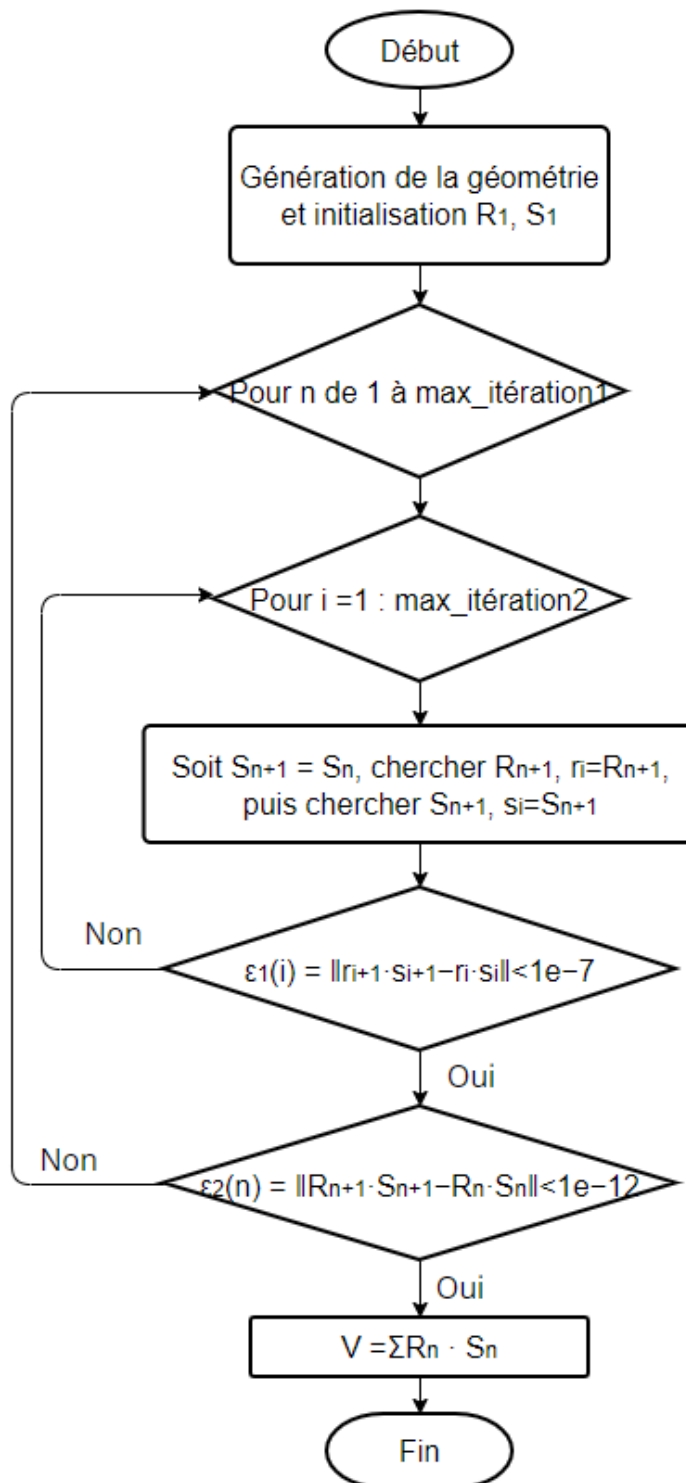 Début
Génération de la géométrie
et initialisation R₁, S₁
Pour n de 1 à max_itération1
Pour i =1 : max_itération2
Soit Sₙ₊₁ = Sₙ, chercher Rₙ₊₁, rᵢ=Rₙ₊₁,
puis chercher Sₙ₊₁, sᵢ=Sₙ₊₁
Non
ε₁(i) = ‖rᵢ₊₁·sᵢ₊₁−rᵢ·sᵢ‖<1e−7
Oui
Non
ε₂(n) = ‖Rₙ₊₁·Sₙ₊₁−Rₙ·Sₙ‖<1e−12
Oui
V =ΣRₙ · Sₙ
Fin